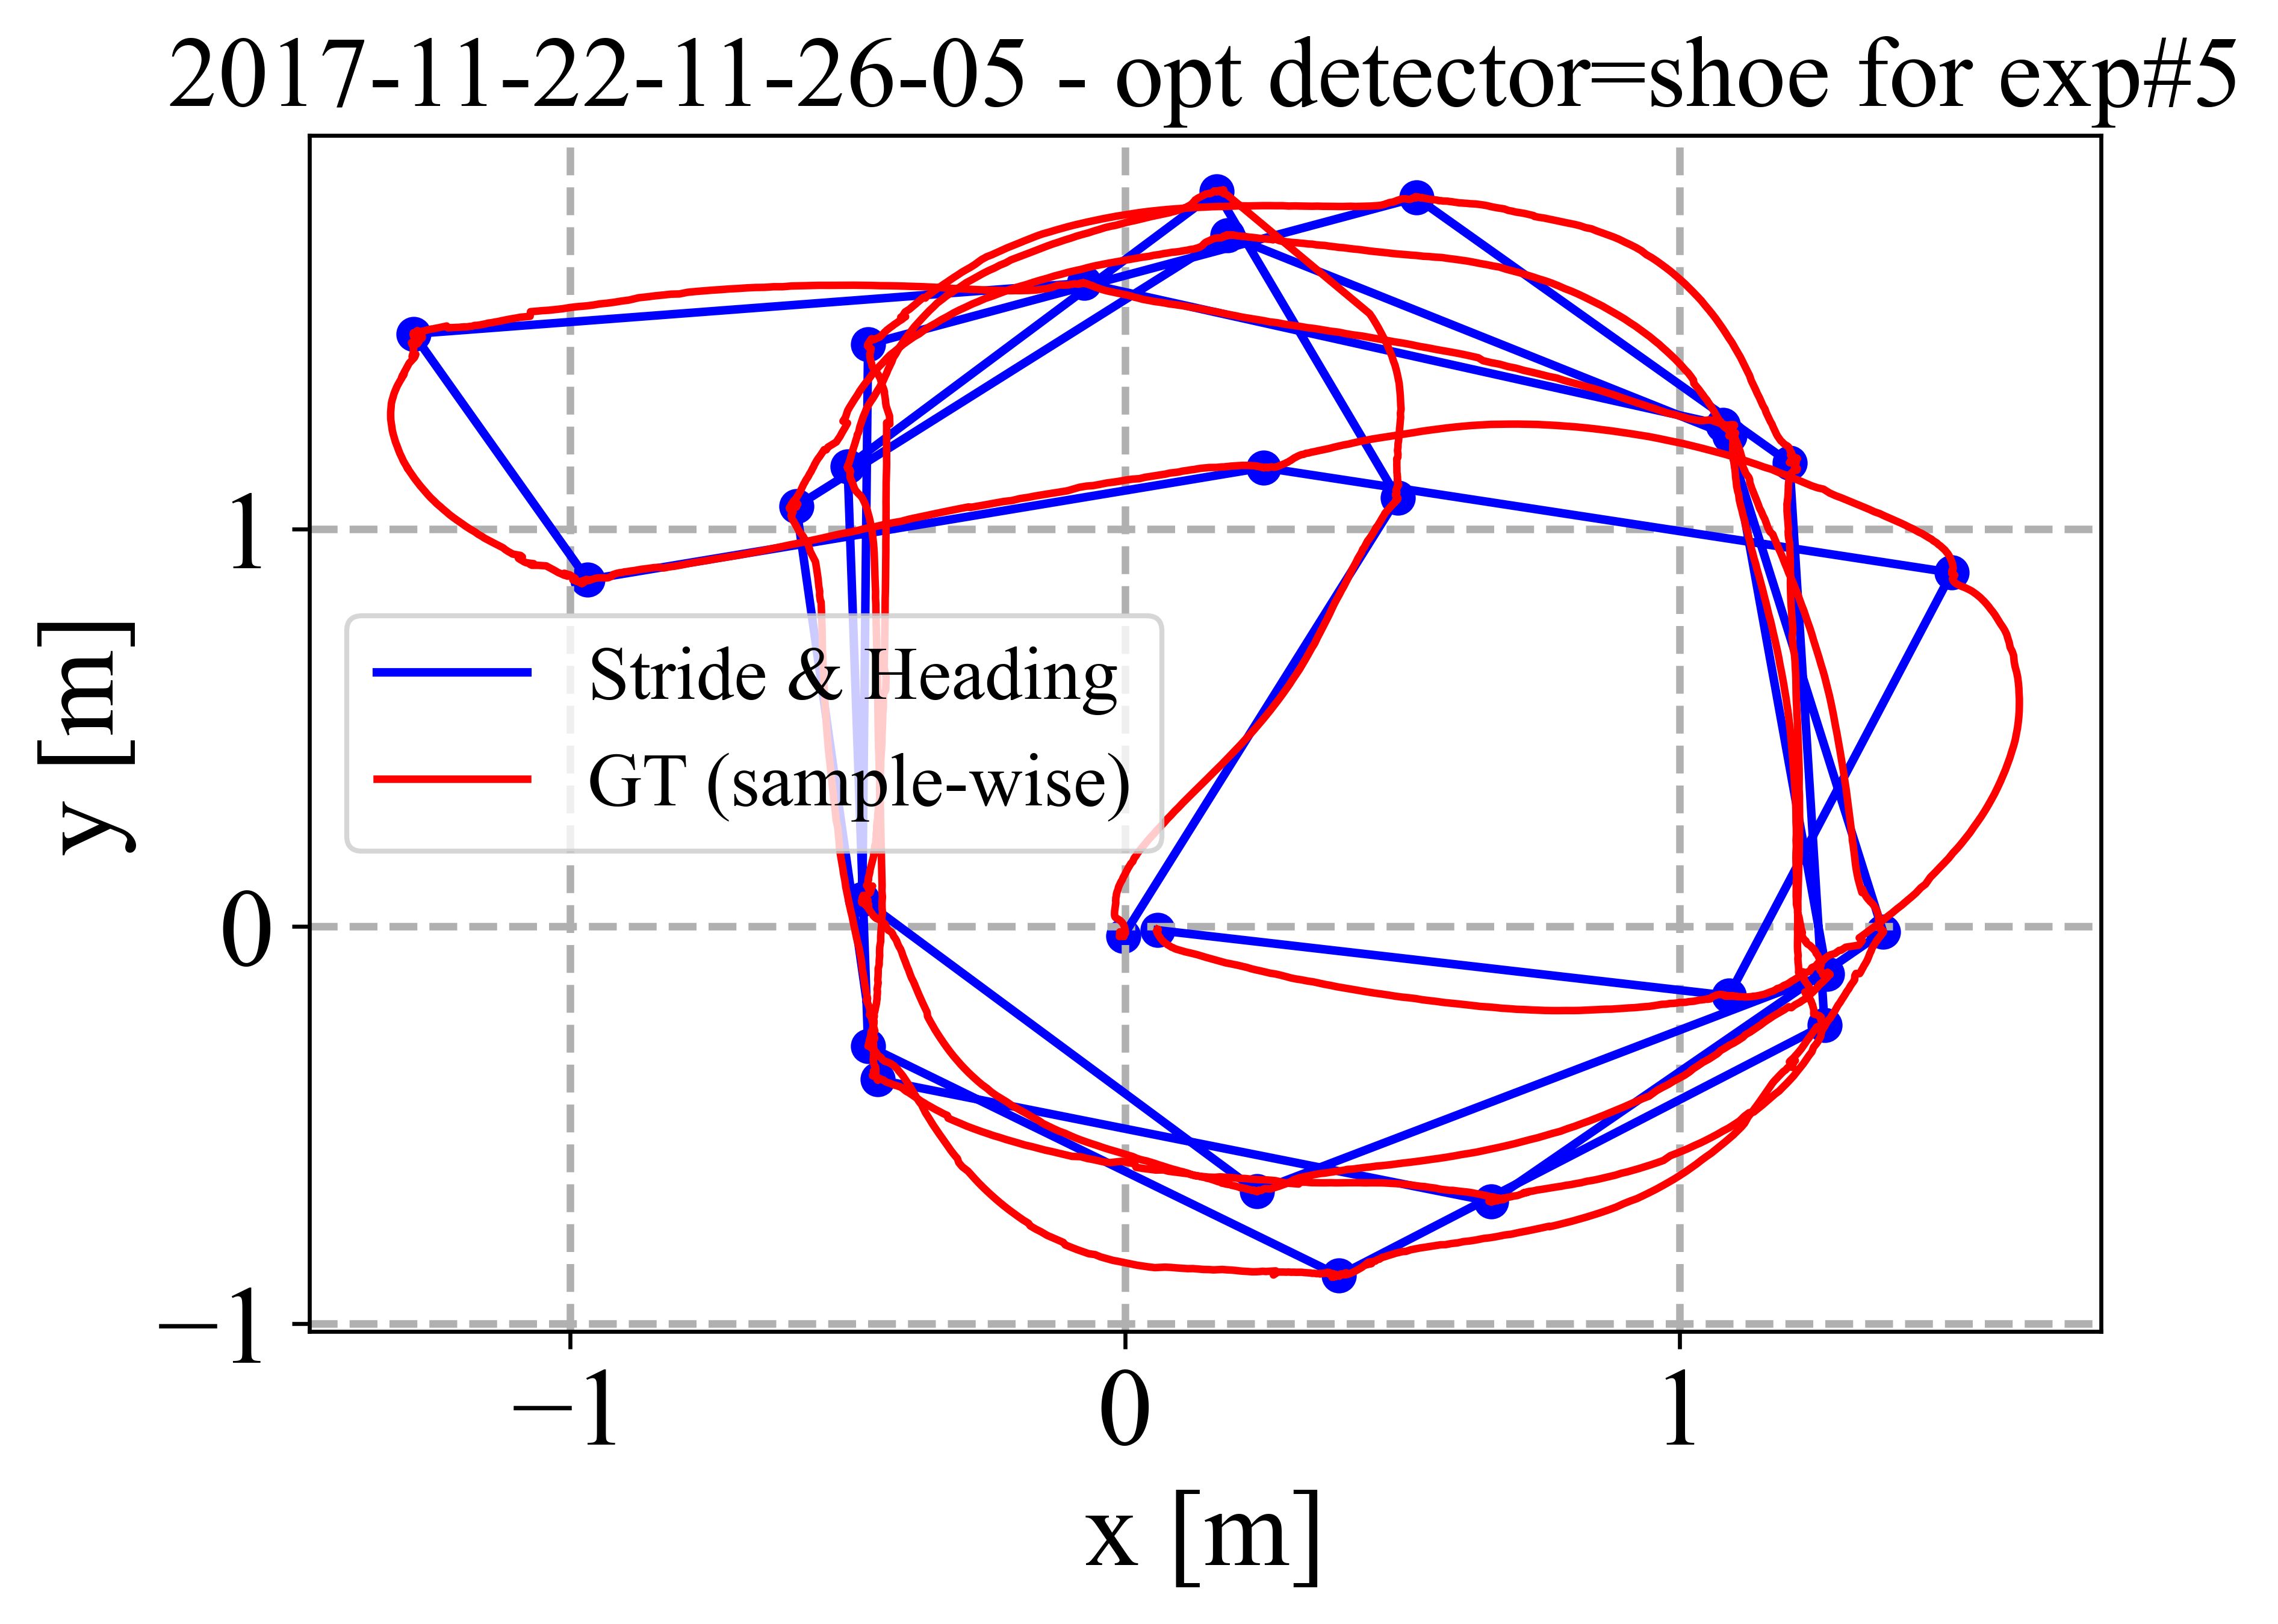 2017-11-22-11-26-05 - opt detector=shoe for exp#5
y [m]
1
0
−1
Stride & Heading
GT (sample-wise)
−1 0 1
x [m]